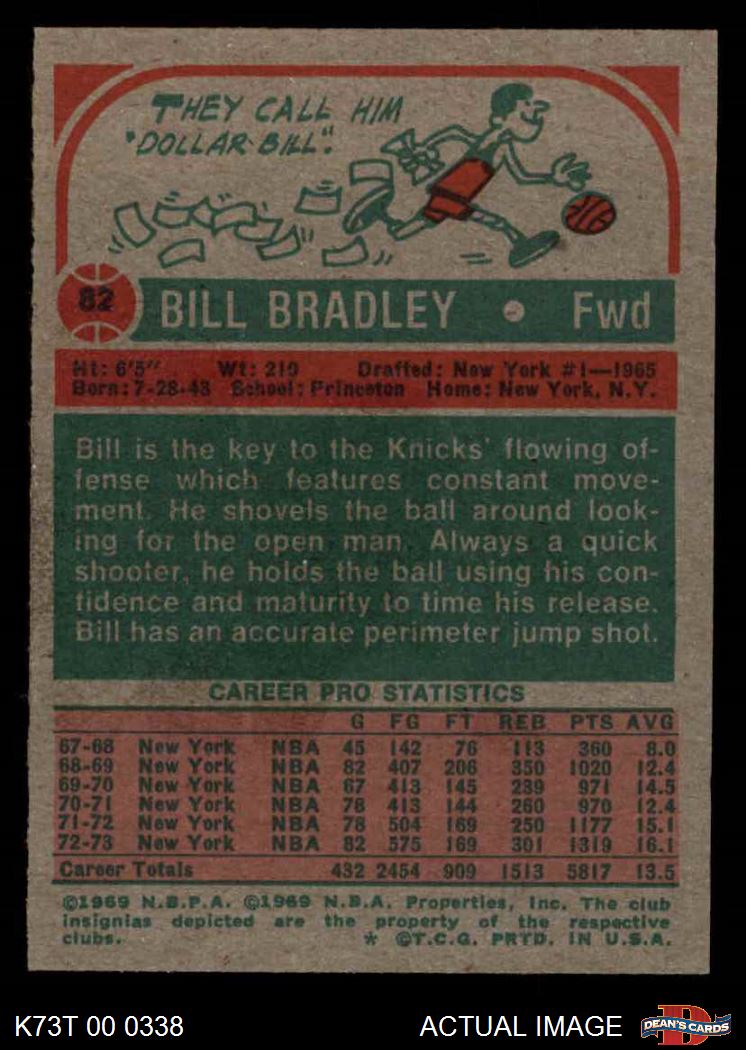 THEY CALL HIM
"DOLLAR-BILL".
82
BILL BRADLEY • Fwd
Ht: 6'5" Wt: 210 Drafted: New York #1—1965
Born: 7-28-43 School: Princeton Home: New York, N.Y.
Bill is the key to the Knicks' flowing of-
fense which features constant move-
ment. He shovels the ball around look-
ing for the open man. Always a quick
shooter, he holds the ball using his con-
fidence and maturity to time his release.
Bill has an accurate perimeter jump shot.
CAREER PRO STATISTICS
G FG FT REB PTS AVG
67-68 New York NBA 45 142 76 113 360 8.0
68-69 New York NBA 82 407 206 350 1020 12.4
69-70 New York NBA 67 413 145 239 971 14.5
70-71 New York NBA 78 413 144 260 970 12.4
71-72 New York NBA 78 504 169 250 1177 15.1
72-73 New York NBA 82 575 169 301 1319 16.1
Career Totals 432 2454 909 1513 5817 13.5
©1969 N.B.P.A. ©1969 N.B.A. Properties, Inc. The club
insignias depicted are the property of the respective
clubs. * ©T.C.G. PRTD. IN U.S.A.
K73T 00 0338 ACTUAL IMAGE DEAN'S CARDS